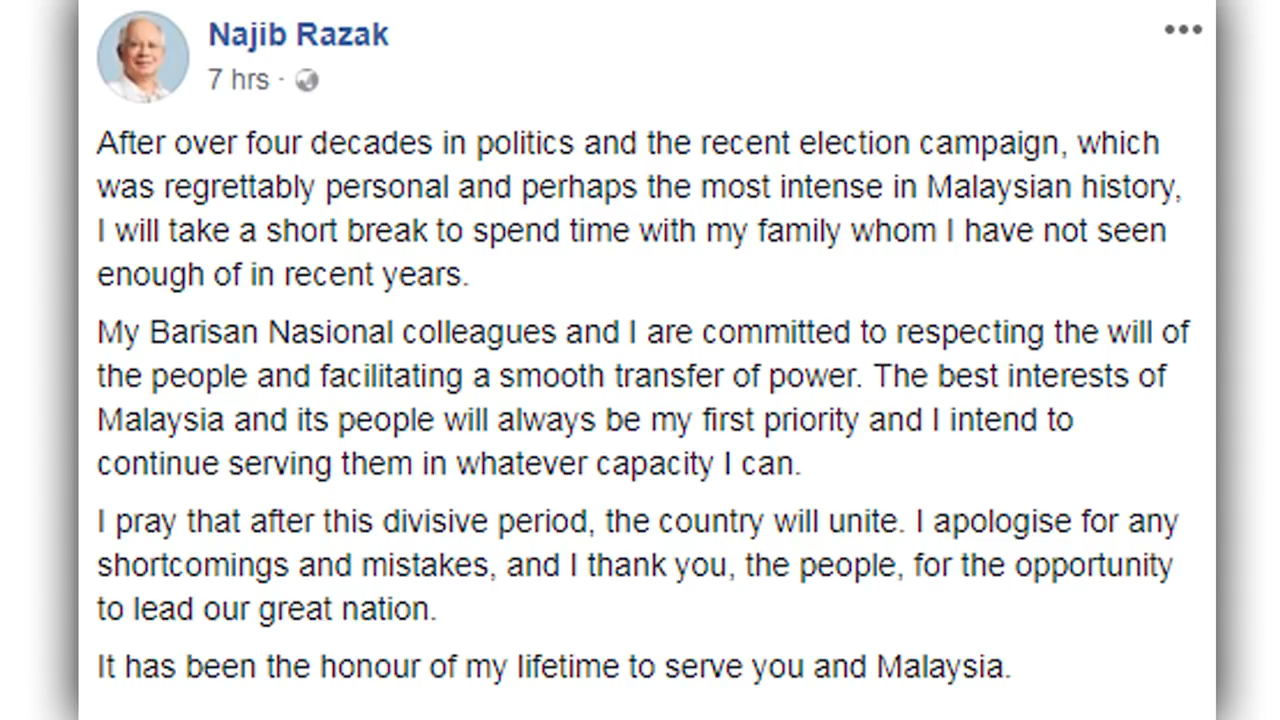 Najib Razak
7 hrs ·
After over four decades in politics and the recent election campaign, which
was regrettably personal and perhaps the most intense in Malaysian history,
I will take a short break to spend time with my family whom I have not seen
enough of in recent years.
My Barisan Nasional colleagues and I are committed to respecting the will of
the people and facilitating a smooth transfer of power. The best interests of
Malaysia and its people will always be my first priority and I intend to
continue serving them in whatever capacity I can.
I pray that after this divisive period, the country will unite. I apologise for any
shortcomings and mistakes, and I thank you, the people, for the opportunity
to lead our great nation.
It has been the honour of my lifetime to serve you and Malaysia.